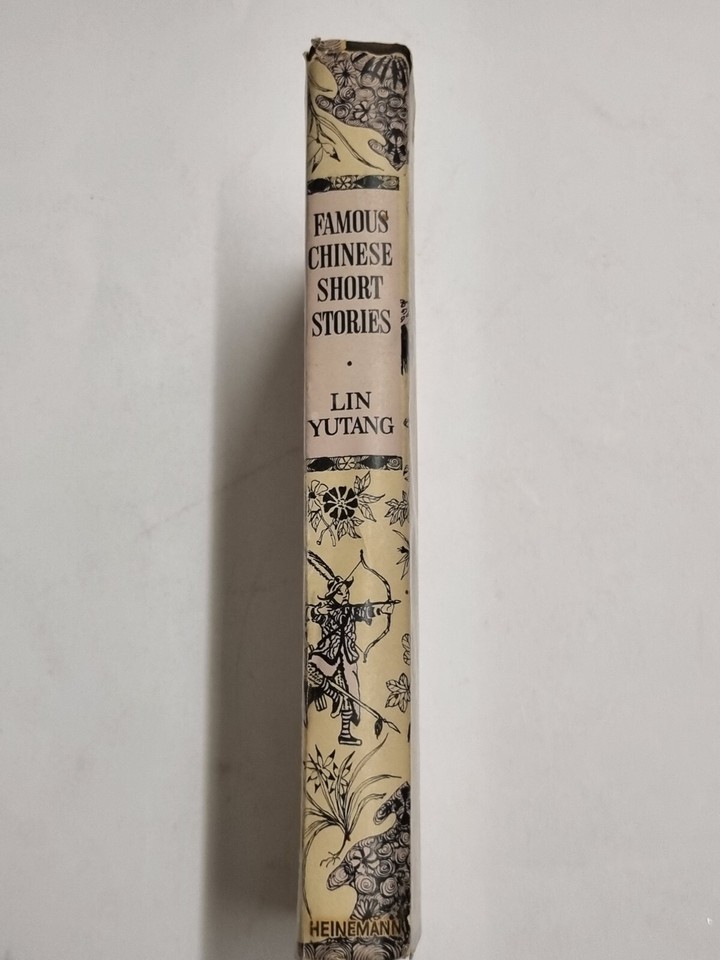 FAMOUS
CHINESE
SHORT
STORIES
·
LIN
YUTANG
HEINEMANN